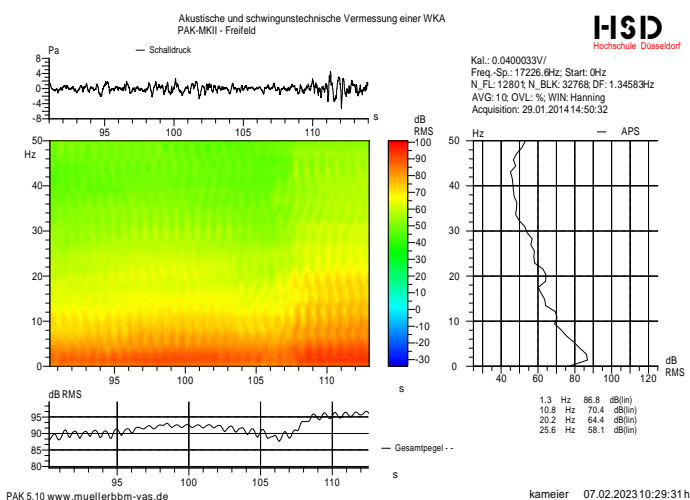 Akustische und schwingunstechnische Vermessung einer WKA
PAK-MKII - Freifeld
HSD
Hochschule Düsseldorf
Pa
Schalldruck
8
4
0
-4
-8
95
100
105
110
s
Kal.: 0.0400033V/
Freq.-Sp.: 17226.6Hz; Start: 0Hz
N_FL: 12801; N_BLK: 32768; DF: 1.34583Hz
AVG: 10; OVL: %; WIN: Hanning
Acquisition: 29.01.2014 14:50:32
50
Hz
40
30
20
10
0
95
100
105
110
s
dB
RMS
100
90
80
70
60
50
40
30
20
10
0
-10
-20
-30
Hz
APS
50
40
30
20
10
0
40
60
80
100
120
dB
RMS
1.3 Hz 86.8 dB(lin)
10.8 Hz 70.4 dB(lin)
20.2 Hz 64.4 dB(lin)
25.6 Hz 58.1 dB(lin)
dB RMS
95
90
85
80
95
100
105
110
s
Gesamtpegel - -
PAK 5.10 www.muellerbbm-vas.de
kameier 07.02.2023 10:29:31 h